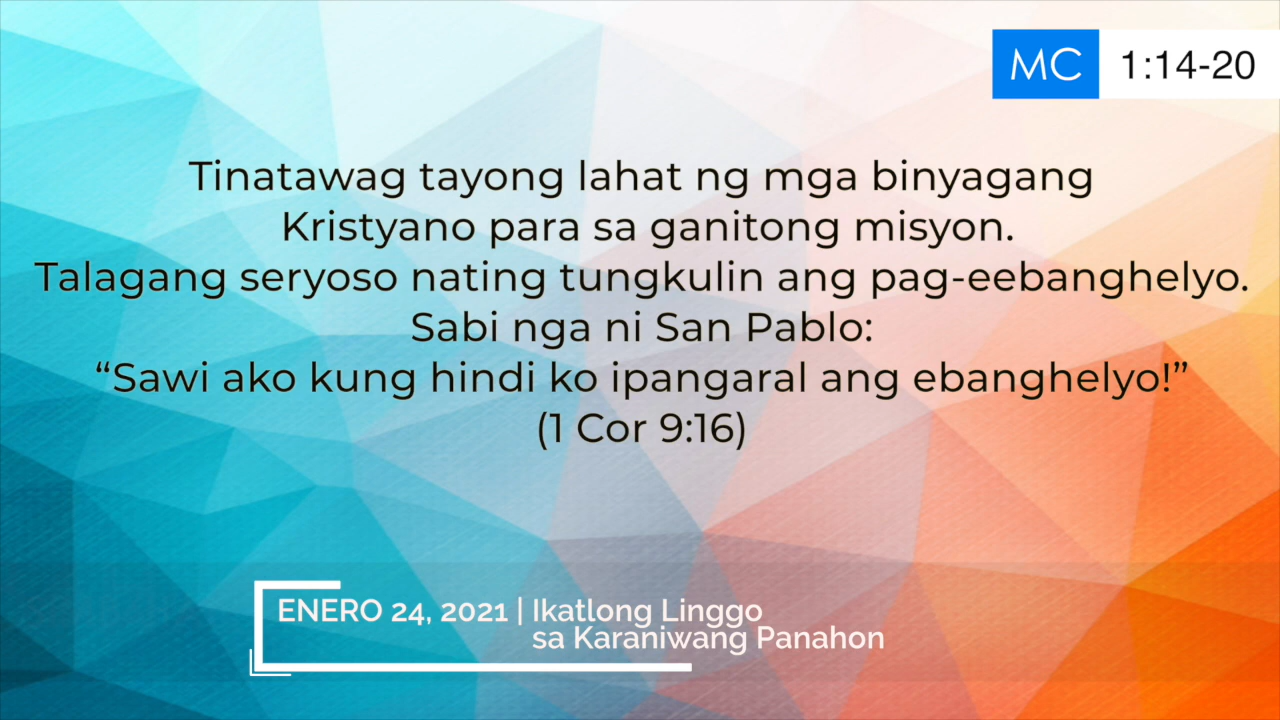 MC 1:14-20
Tinatawag tayong lahat ng mga binyagang
Kristyano para sa ganitong misyon.
Talagang seryoso nating tungkulin ang pag-eebanghelyo.
Sabi nga ni San Pablo:
“Sawi ako kung hindi ko ipangaral ang ebanghelyo!”
(1 Cor 9:16)
ENERO 24, 2021 | Ikatlong Linggo
sa Karaniwang Panahon